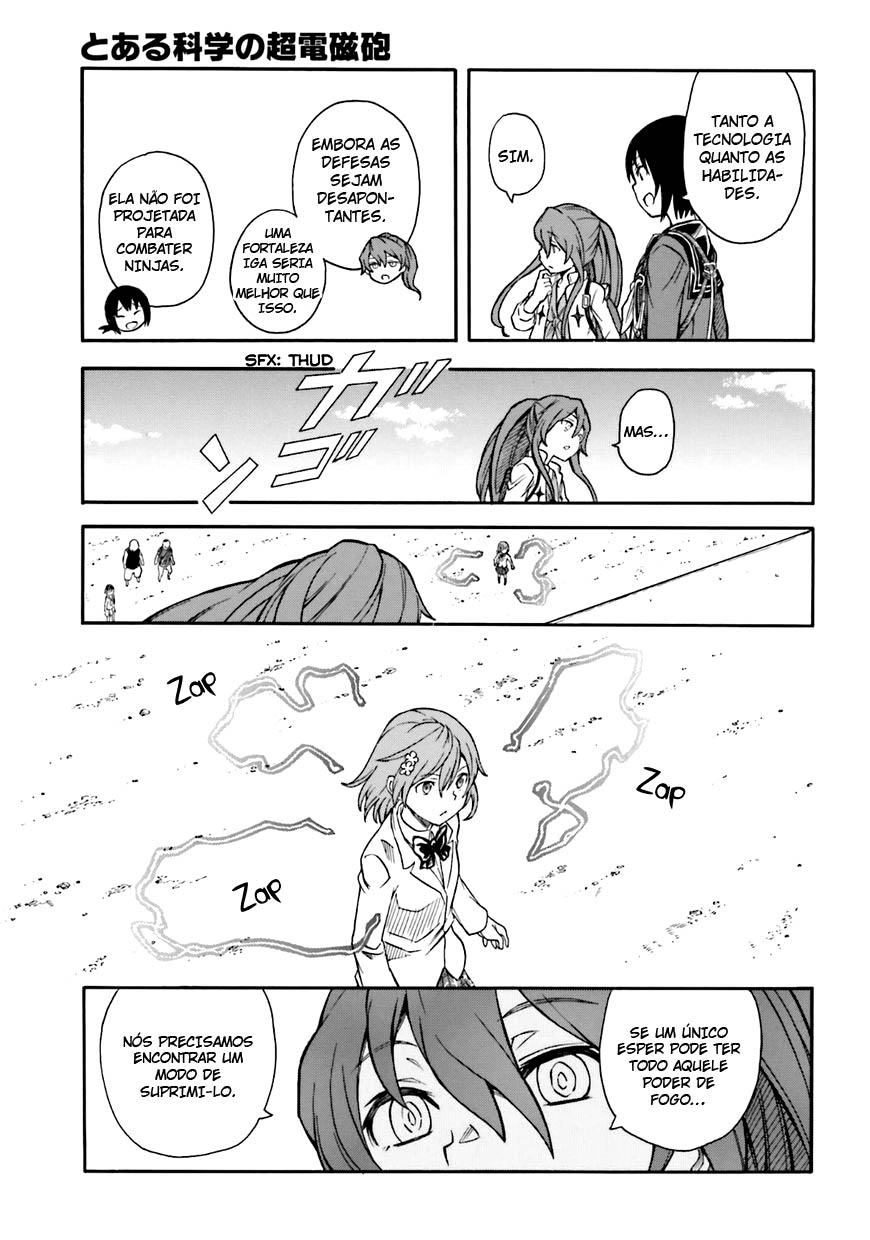 とある科学の超電磁砲
TANTO A
TECNOLOGIA
QUANTO AS
HABILIDA-
DES.
SIM.
EMBORA AS
DEFESAS
SEJAM
DESAPON-
TANTES.
UMA
FORTALEZA
IGA SERIA
MUITO
MELHOR QUE
ISSO.
ELA NÃO FOI
PROJETADA
PARA
COMBATER
NINJAS.
SFX: THUD
ガゴッ
ン
MAS...
Zap
Zap
Zap
SE UM ÚNICO
ESPER PODE TER
TODO AQUELE
PODER DE
FOGO...
NÓS PRECISAMOS
ENCONTRAR UM
MODO DE
SUPRIMI-LO.